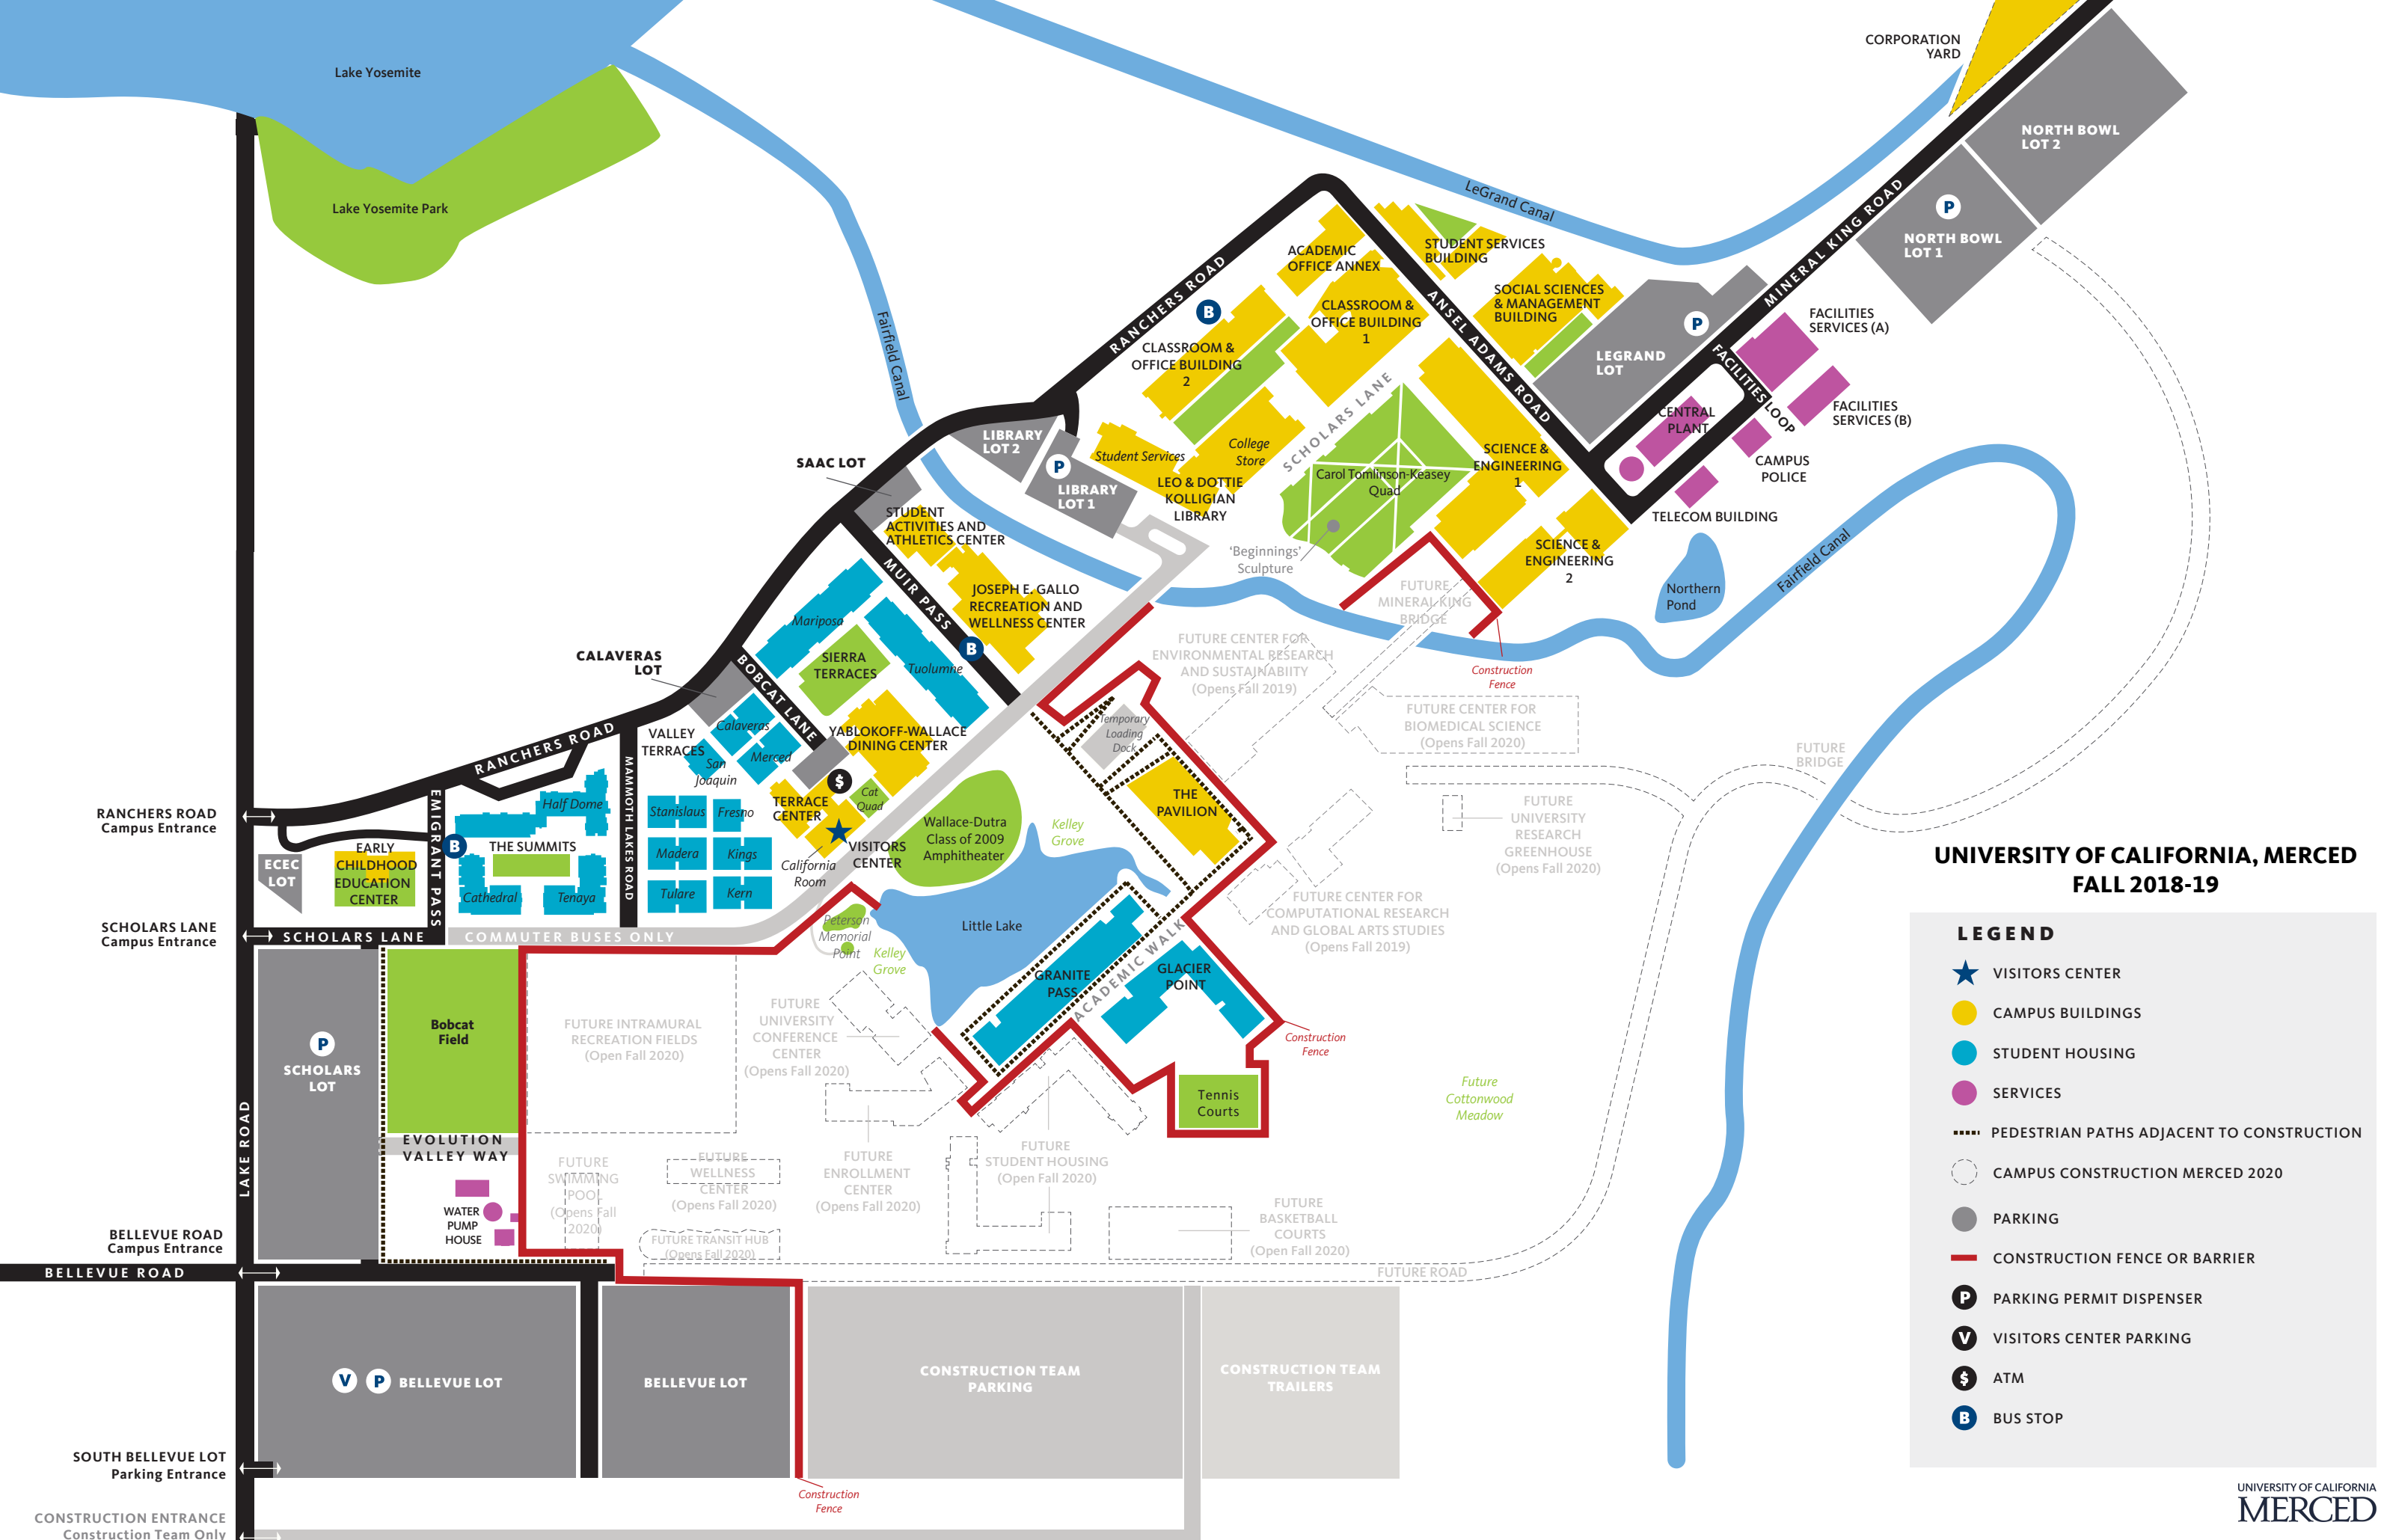 CORPORATION
YARD
Lake Yosemite
Lake Yosemite Park
LeGrand Canal
Fairfield Canal
NORTH BOWL
LOT 2
P
NORTH BOWL
LOT 1
MINERAL KING ROAD
RANCHERS ROAD
B
ACADEMIC
OFFICE ANNEX
STUDENT SERVICES
BUILDING
SOCIAL SCIENCES
& MANAGEMENT
BUILDING
CLASSROOM &
OFFICE BUILDING
1
CLASSROOM &
OFFICE BUILDING
2
ANSEL ADAMS ROAD
P
LEGRAND
LOT
FACILITIES
SERVICES (A)
FACILITIES LOOP
FACILITIES
SERVICES (B)
CENTRAL
PLANT
CAMPUS
POLICE
TELECOM BUILDING
SCHOLARS LANE
LIBRARY
LOT 2
P
LIBRARY
LOT 1
Student Services
College
Store
LEO & DOTTIE
KOLLIGIAN
LIBRARY
Carol Tomlinson-Keasey
Quad
'Beginnings'
Sculpture
SCIENCE &
ENGINEERING
1
SCIENCE &
ENGINEERING
2
Northern
Pond
Fairfield Canal
SAAC LOT
STUDENT
ACTIVITIES AND
ATHLETICS CENTER
MUIR PASS
JOSEPH E. GALLO
RECREATION AND
WELLNESS CENTER
B
Mariposa
SIERRA
TERRACES
Tuolumne
CALAVERAS
LOT
BOBCAT LANE
VALLEY
TERRACES
Calaveras
Merced
San
Joaquin
YABLOKOFF-WALLACE
DINING CENTER
$
Cat
Quad
TERRACE
CENTER
VISITORS
CENTER
California
Room
FUTURE
MINERAL KING
BRIDGE
Construction
Fence
FUTURE CENTER FOR
ENVIRONMENTAL RESEARCH
AND SUSTAINABIITY
(Opens Fall 2019)
FUTURE CENTER FOR
BIOMEDICAL SCIENCE
(Opens Fall 2020)
FUTURE
BRIDGE
Temporary
Loading
Dock
THE
PAVILION
FUTURE
UNIVERSITY
RESEARCH
GREENHOUSE
(Opens Fall 2020)
FUTURE CENTER FOR
COMPUTATIONAL RESEARCH
AND GLOBAL ARTS STUDIES
(Opens Fall 2019)
Wallace-Dutra
Class of 2009
Amphitheater
Kelley
Grove
Little Lake
Peterson
Memorial
Point
Kelley
Grove
GRANITE
PASS
ACADEMIC WALK
GLACIER
POINT
Construction
Fence
Tennis
Courts
Future
Cottonwood
Meadow
RANCHERS ROAD
RANCHERS ROAD
Campus Entrance
EMIGRANT PASS
MAMMOTH LAKES ROAD
Half Dome
B
THE SUMMITS
Cathedral
Tenaya
Stanislaus
Fresno
Madera
Kings
Tulare
Kern
ECEC
LOT
EARLY
CHILDHOOD
EDUCATION
CENTER
SCHOLARS LANE
Campus Entrance
SCHOLARS LANE
COMMUTER BUSES ONLY
P
SCHOLARS
LOT
Bobcat
Field
FUTURE INTRAMURAL
RECREATION FIELDS
(Open Fall 2020)
FUTURE
UNIVERSITY
CONFERENCE
CENTER
(Opens Fall 2020)
EVOLUTION
VALLEY WAY
LAKE ROAD
WATER
PUMP
HOUSE
FUTURE
SWIMMING
POOL
(Opens Fall
2020)
FUTURE
WELLNESS
CENTER
(Opens Fall 2020)
FUTURE TRANSIT HUB
(Opens Fall 2020)
FUTURE
ENROLLMENT
CENTER
(Opens Fall 2020)
FUTURE
STUDENT HOUSING
(Open Fall 2020)
FUTURE
BASKETBALL
COURTS
(Open Fall 2020)
FUTURE ROAD
BELLEVUE ROAD
Campus Entrance
BELLEVUE ROAD
V P BELLEVUE LOT
BELLEVUE LOT
CONSTRUCTION TEAM
PARKING
CONSTRUCTION TEAM
TRAILERS
SOUTH BELLEVUE LOT
Parking Entrance
Construction
Fence
CONSTRUCTION ENTRANCE
Construction Team Only
UNIVERSITY OF CALIFORNIA, MERCED
FALL 2018-19
LEGEND
VISITORS CENTER
CAMPUS BUILDINGS
STUDENT HOUSING
SERVICES
PEDESTRIAN PATHS ADJACENT TO CONSTRUCTION
CAMPUS CONSTRUCTION MERCED 2020
PARKING
CONSTRUCTION FENCE OR BARRIER
P PARKING PERMIT DISPENSER
V VISITORS CENTER PARKING
$ ATM
B BUS STOP
UNIVERSITY OF CALIFORNIA
MERCED